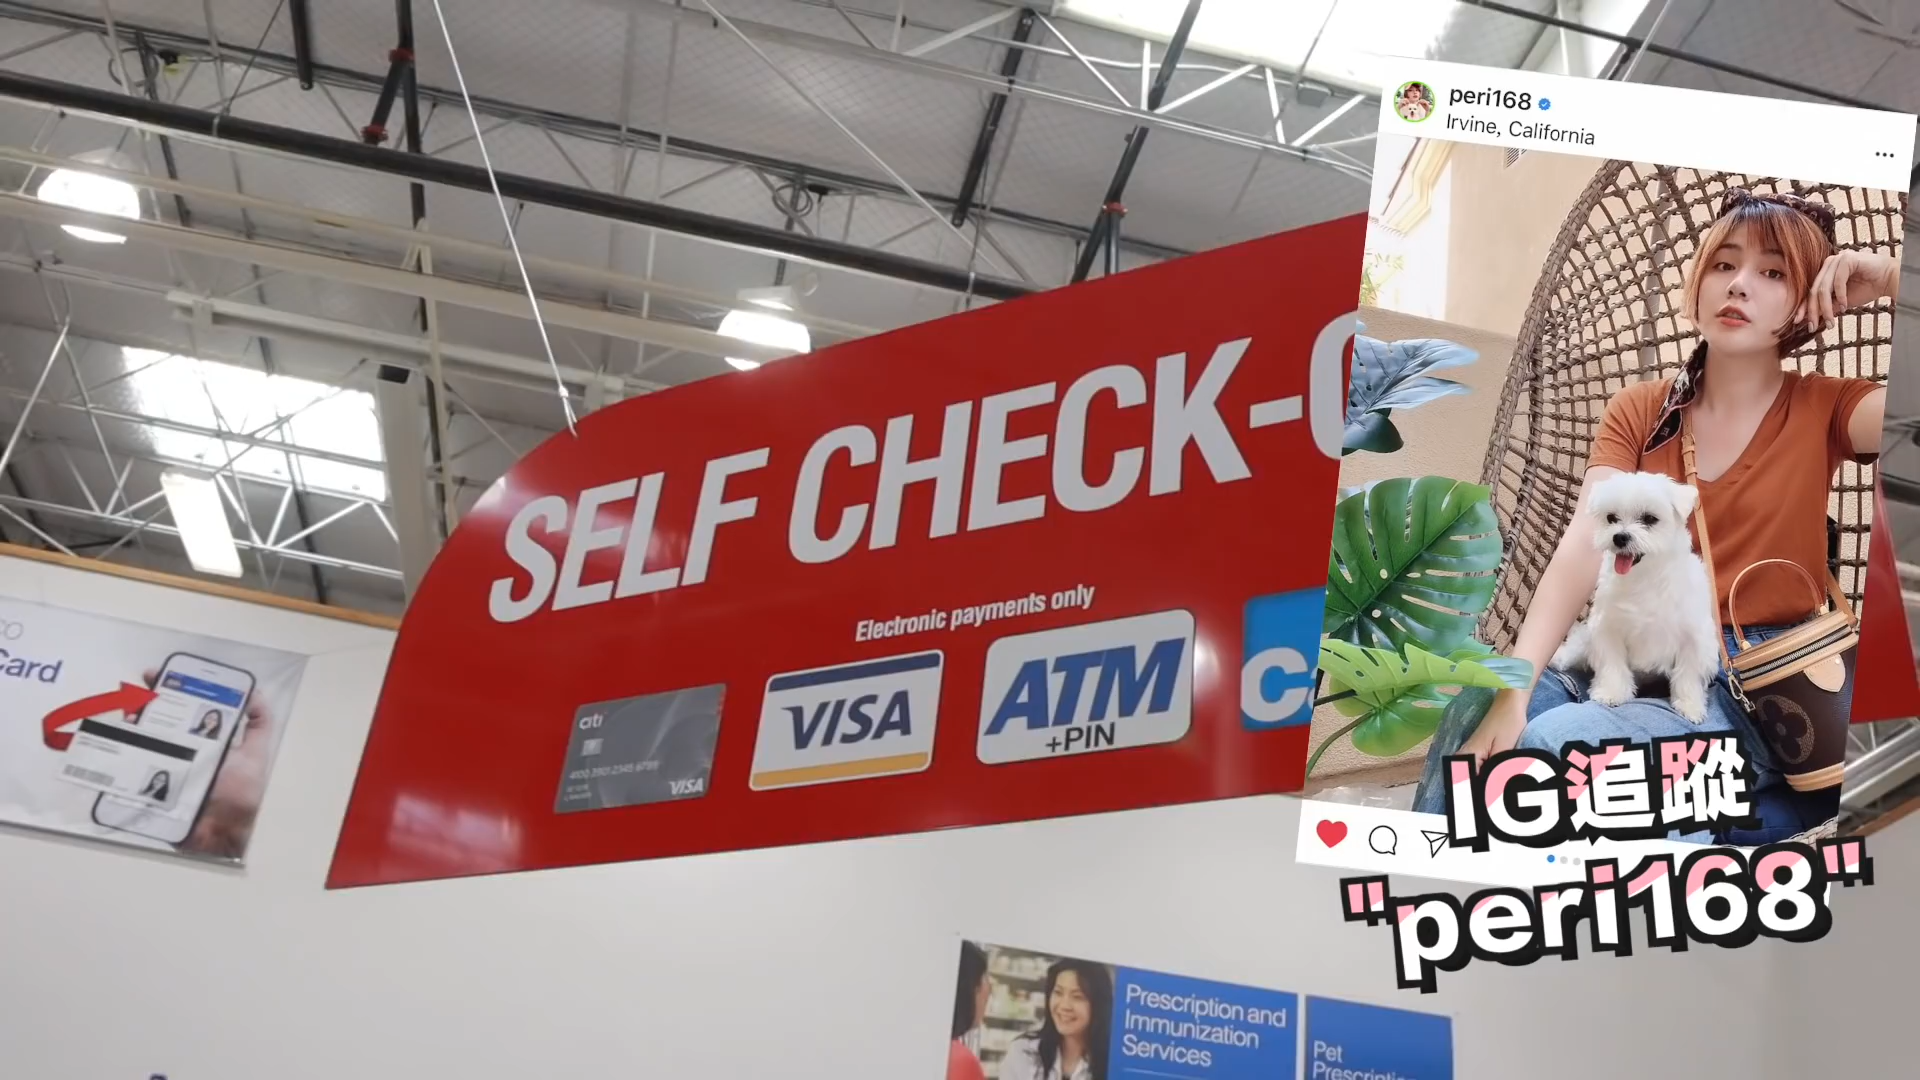 SELF CHECK-
Electronic payments only
citi
VISA
VISA
ATM
+PIN
Card
Prescription and
Immunization
Services
Pet
peri168
Irvine, California
IG追蹤
"peri168"